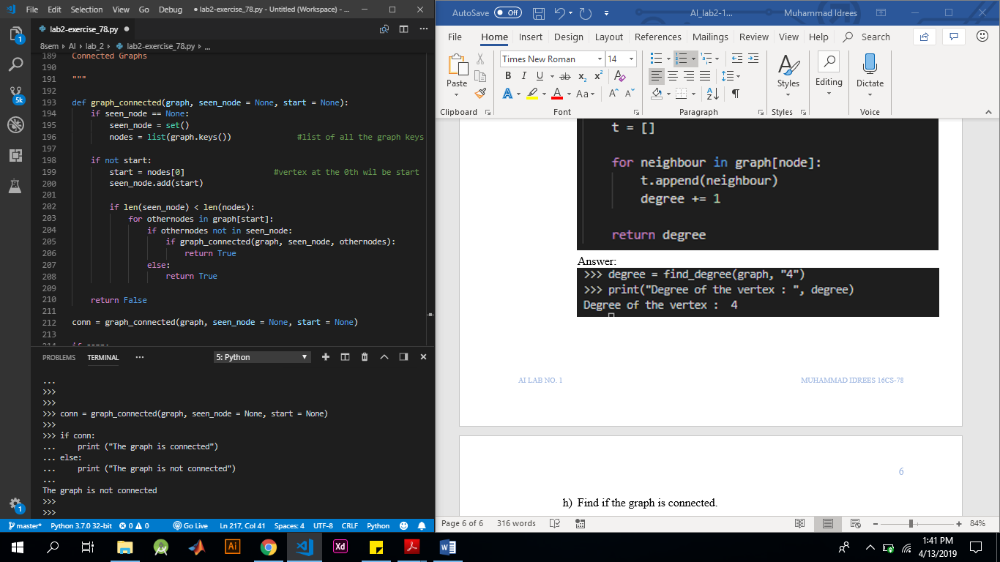 File Edit Selection View Go Debug ● lab2-exercise_78.py - Untitled (Workspace) - ...
lab2-exercise_78.py ●
8sem › AI › lab_2 › lab2-exercise_78.py › ...
189 Connected Graphs
190
191 """
192
193 def graph_connected(graph, seen_node = None, start = None):
194 if seen_node == None:
195 seen_node = set()
196 nodes = list(graph.keys()) #list of all the graph keys
197
198 if not start:
199 start = nodes[0] #vertex at the 0th wil be start
200 seen_node.add(start)
201
202 if len(seen_node) < len(nodes):
203 for othernodes in graph[start]:
204 if othernodes not in seen_node:
205 if graph_connected(graph, seen_node, othernodes):
206 return True
207 else:
208 return True
209
210 return False
211
212 conn = graph_connected(graph, seen_node = None, start = None)
213
214 if conn:
PROBLEMS TERMINAL ... 5: Python
...
>>>
>>>
>>> conn = graph_connected(graph, seen_node = None, start = None)
>>>
>>> if conn:
... print ("The graph is connected")
... else:
... print ("The graph is not connected")
...
The graph is not connected
>>>
>>>
1
5k
1
master* Python 3.7.0 32-bit 0 0 Go Live Ln 217, Col 41 Spaces: 4 UTF-8 CRLF Python
AutoSave Off AI_lab2-1... Muhammad Idrees
File Home Insert Design Layout References Mailings Review View Help Search
Paste
Times New Roman 14
B I U ab x₂ x²
A A Aa A A
Styles Editing Dictate
Clipboard Font Paragraph Styles Voice
t = []
for neighbour in graph[node]:
t.append(neighbour)
degree += 1
return degree
Answer:
>>> degree = find_degree(graph, "4")
>>> print("Degree of the vertex : ", degree)
Degree of the vertex :  4
AI LAB NO. 1 MUHAMMAD IDREES 16CS-78
6
h) Find if the graph is connected.
Page 6 of 6 316 words 84%
Ai Xd
1:41 PM
4/13/2019